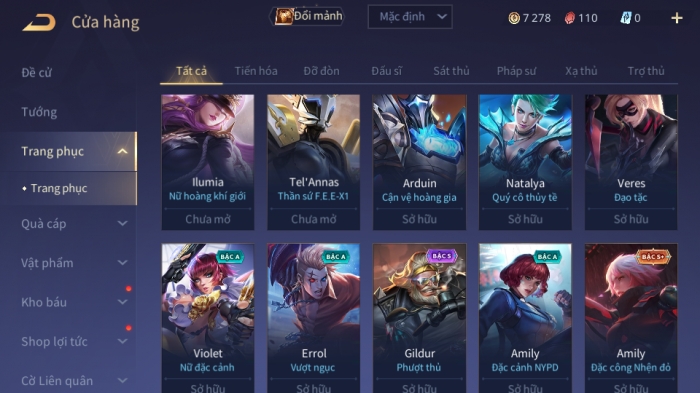 Cửa hàng
Đổi mảnh
Mặc định
7 278
110
0
Đề cử
Tướng
Trang phục
Trang phục
Quà cáp
Vật phẩm
Kho báu
Shop lợi tức
Cờ Liên quân
Tất cả Tiến hóa Đỡ đòn Đấu sĩ Sát thủ Pháp sư Xạ thủ Trợ thủ
Ilumia
Nữ hoàng khí giới
Chưa mở
Tel'Annas
Thần sứ F.E.E-X1
Chưa mở
Arduin
Cận vệ hoàng gia
Sở hữu
Natalya
Quý cô thủy tề
Sở hữu
Veres
Đạo tặc
Sở hữu
BẬC A
Violet
Nữ đặc cảnh
Sở hữu
BẬC A
Errol
Vượt ngục
Sở hữu
BẬC S
Gildur
Phượt thủ
Sở hữu
BẬC A
Amily
Đặc cảnh NYPD
Sở hữu
BẬC S+
Amily
Đặc công Nhện đỏ
Sở hữu